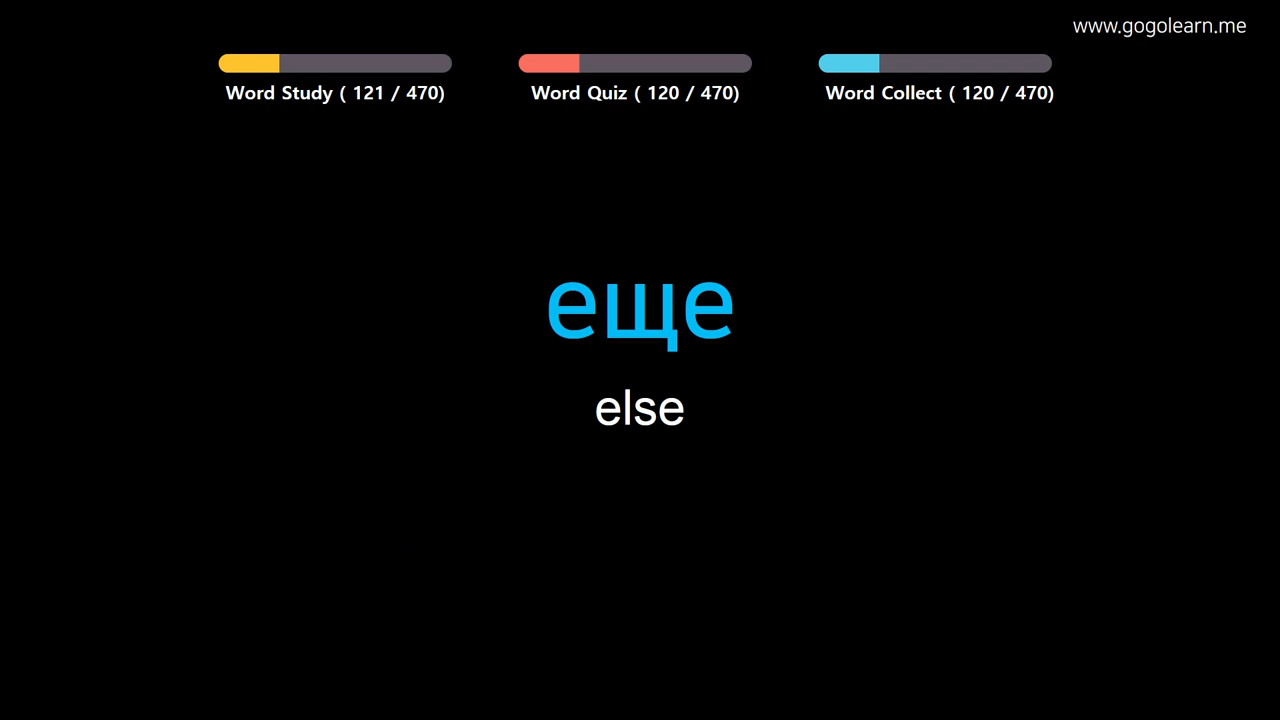 www.gogolearn.me
Word Study ( 121 / 470)
Word Quiz ( 120 / 470)
Word Collect ( 120 / 470)
еще
else